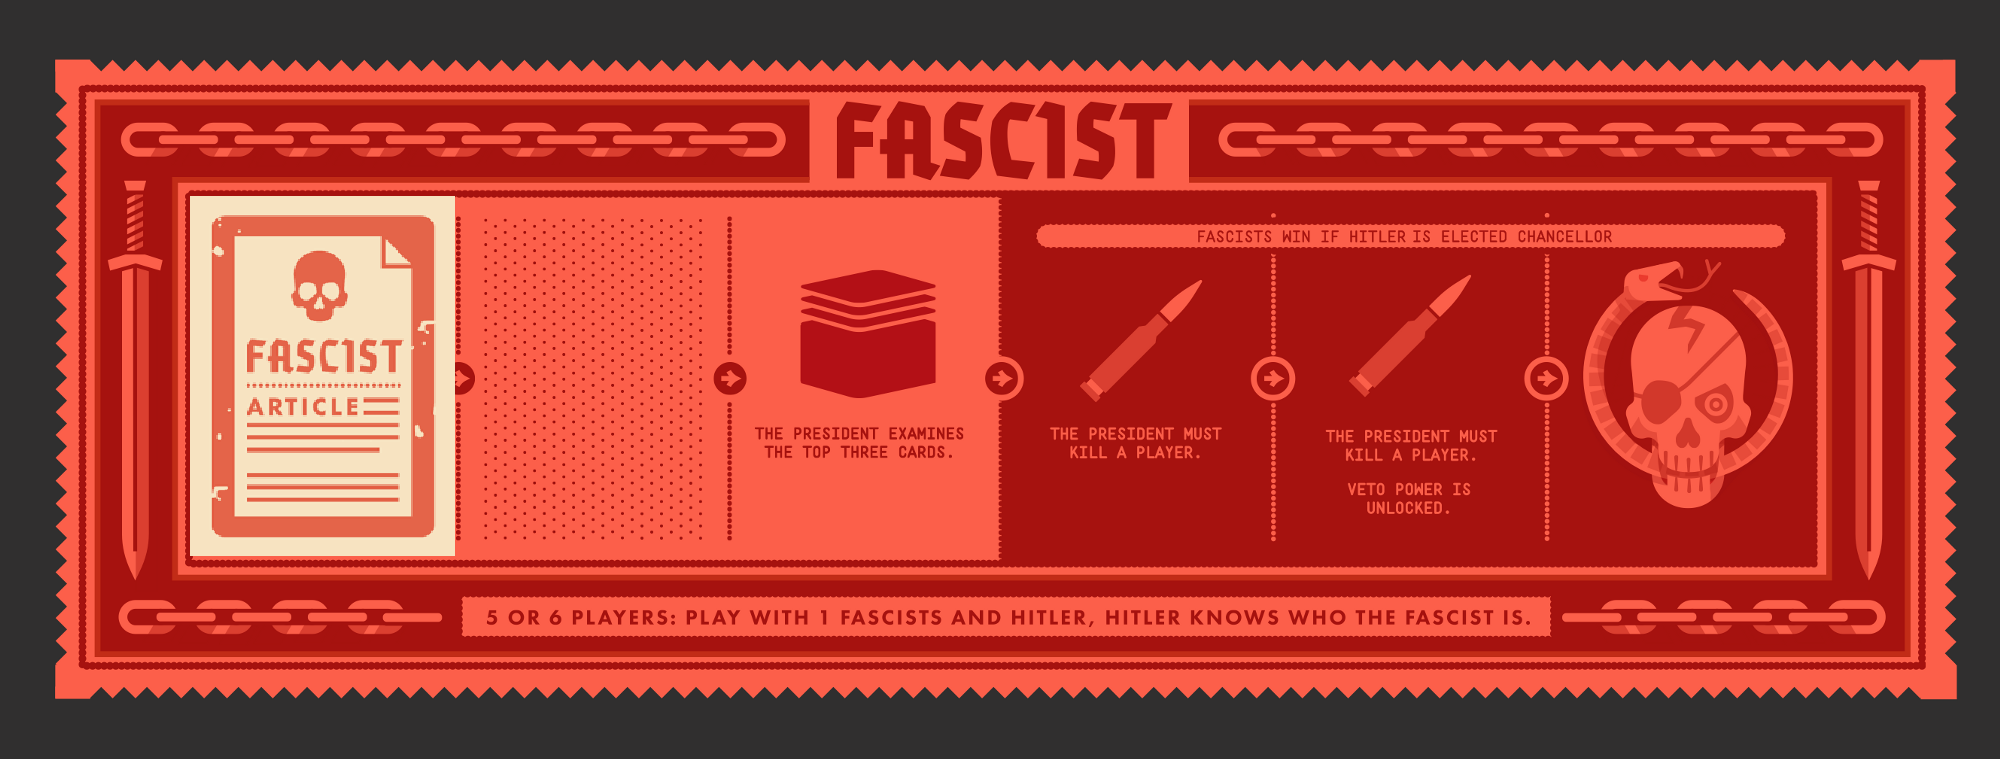 FASCIST
FASCISTS WIN IF HITLER IS ELECTED CHANCELLOR
FASCIST
ARTICLE
THE PRESIDENT EXAMINES
THE TOP THREE CARDS.
THE PRESIDENT MUST
KILL A PLAYER.
THE PRESIDENT MUST
KILL A PLAYER.
VETO POWER IS
UNLOCKED.
5 OR 6 PLAYERS: PLAY WITH 1 FASCISTS AND HITLER, HITLER KNOWS WHO THE FASCIST IS.